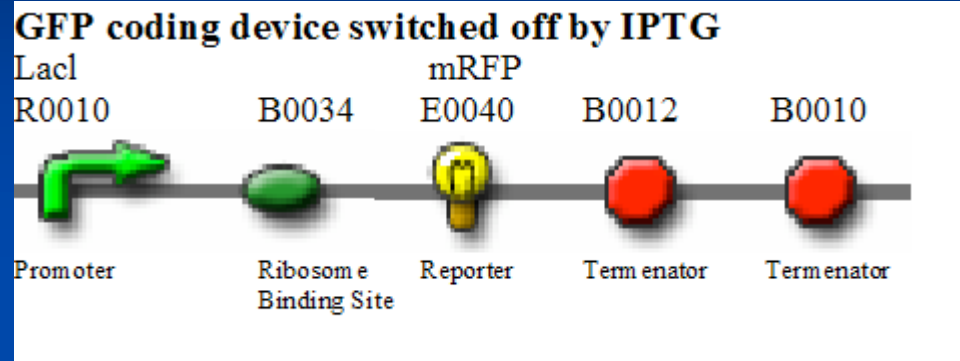 GFP coding device switched off by IPTG
Lacl mRFP
R0010 B0034 E0040 B0012 B0010
Promoter Ribosome Reporter Termenator Termenator
Binding Site